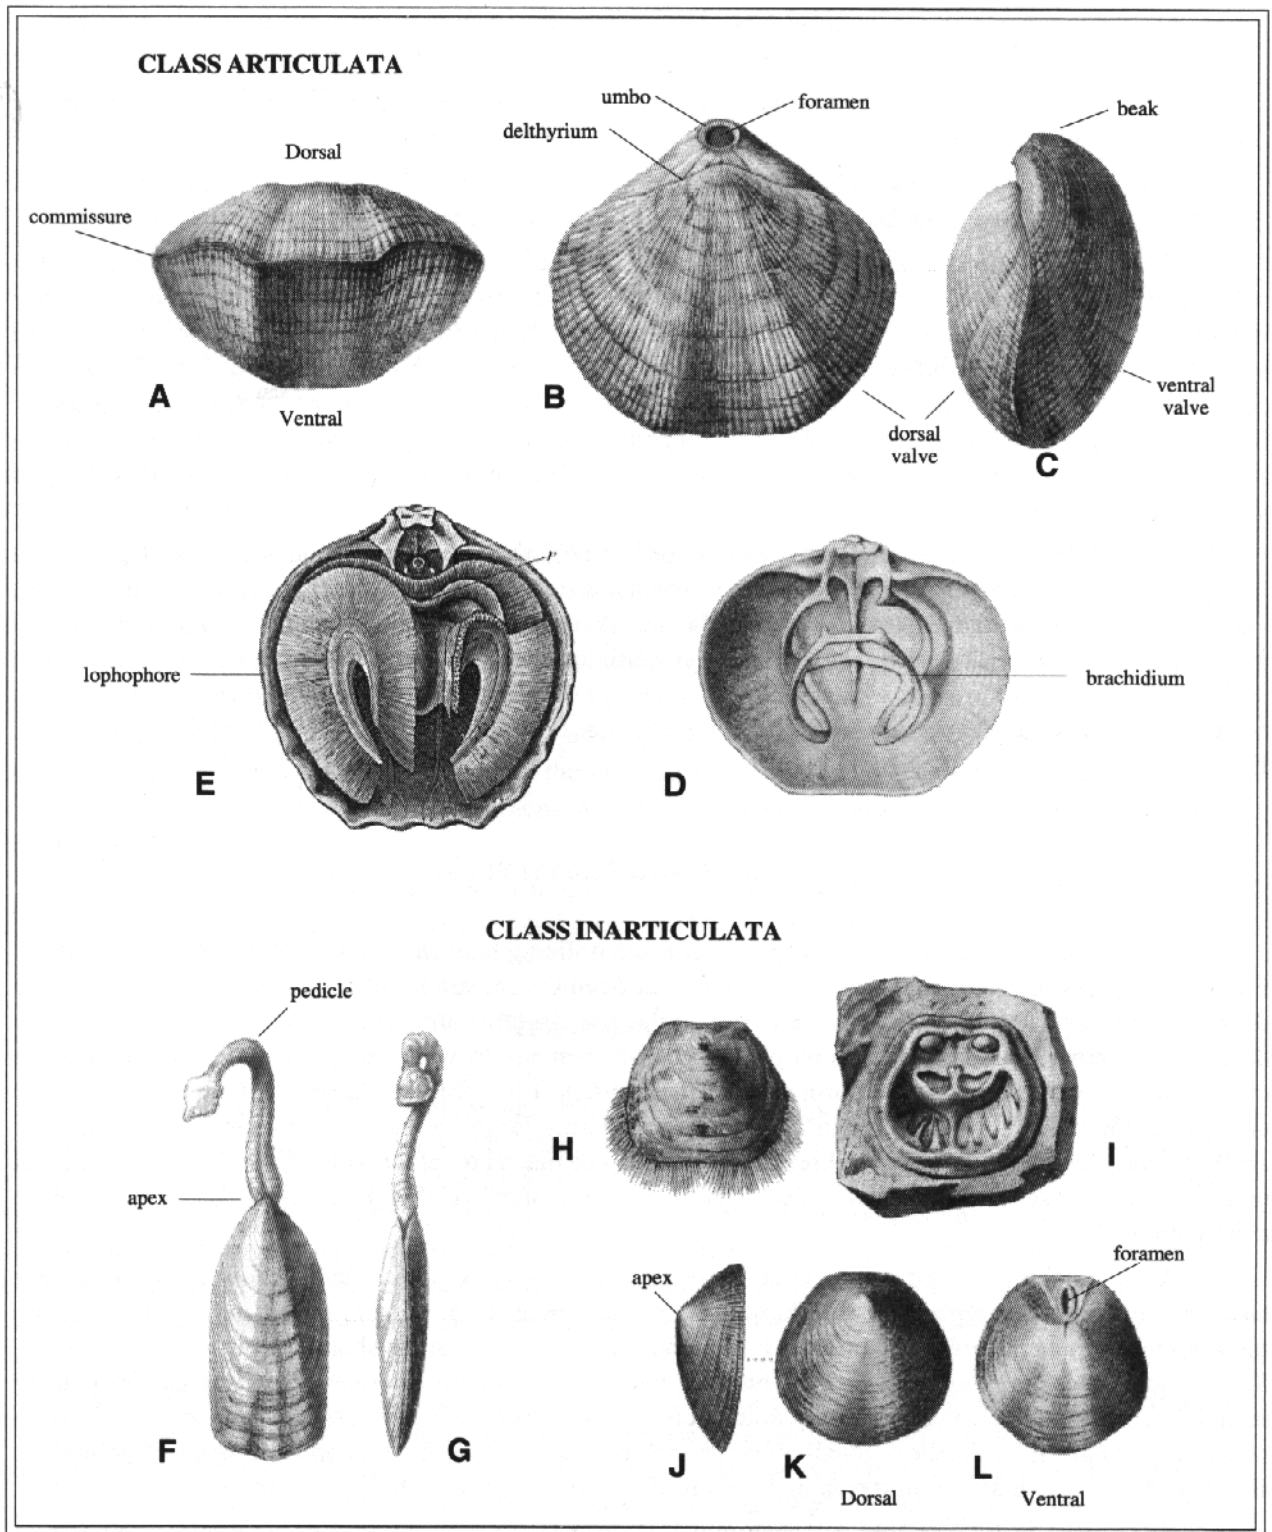 CLASS ARTICULATA
umbo
foramen
beak
delthyrium
Dorsal
commissure
A
Ventral
B
dorsal
valve
ventral
valve
C
r
lophophore
brachidium
E
D
CLASS INARTICULATA
pedicle
H
I
apex
foramen
apex
F
G
J
K
L
Dorsal
Ventral